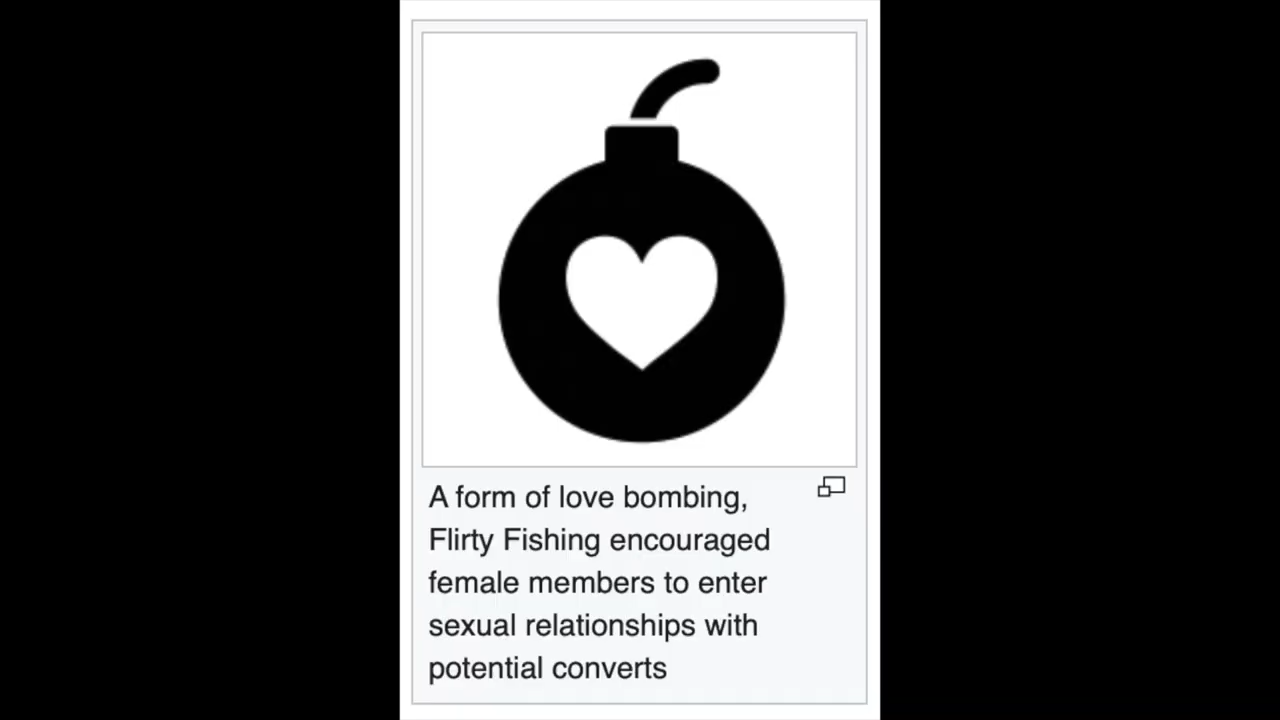 A form of love bombing,
Flirty Fishing encouraged
female members to enter
sexual relationships with
potential converts